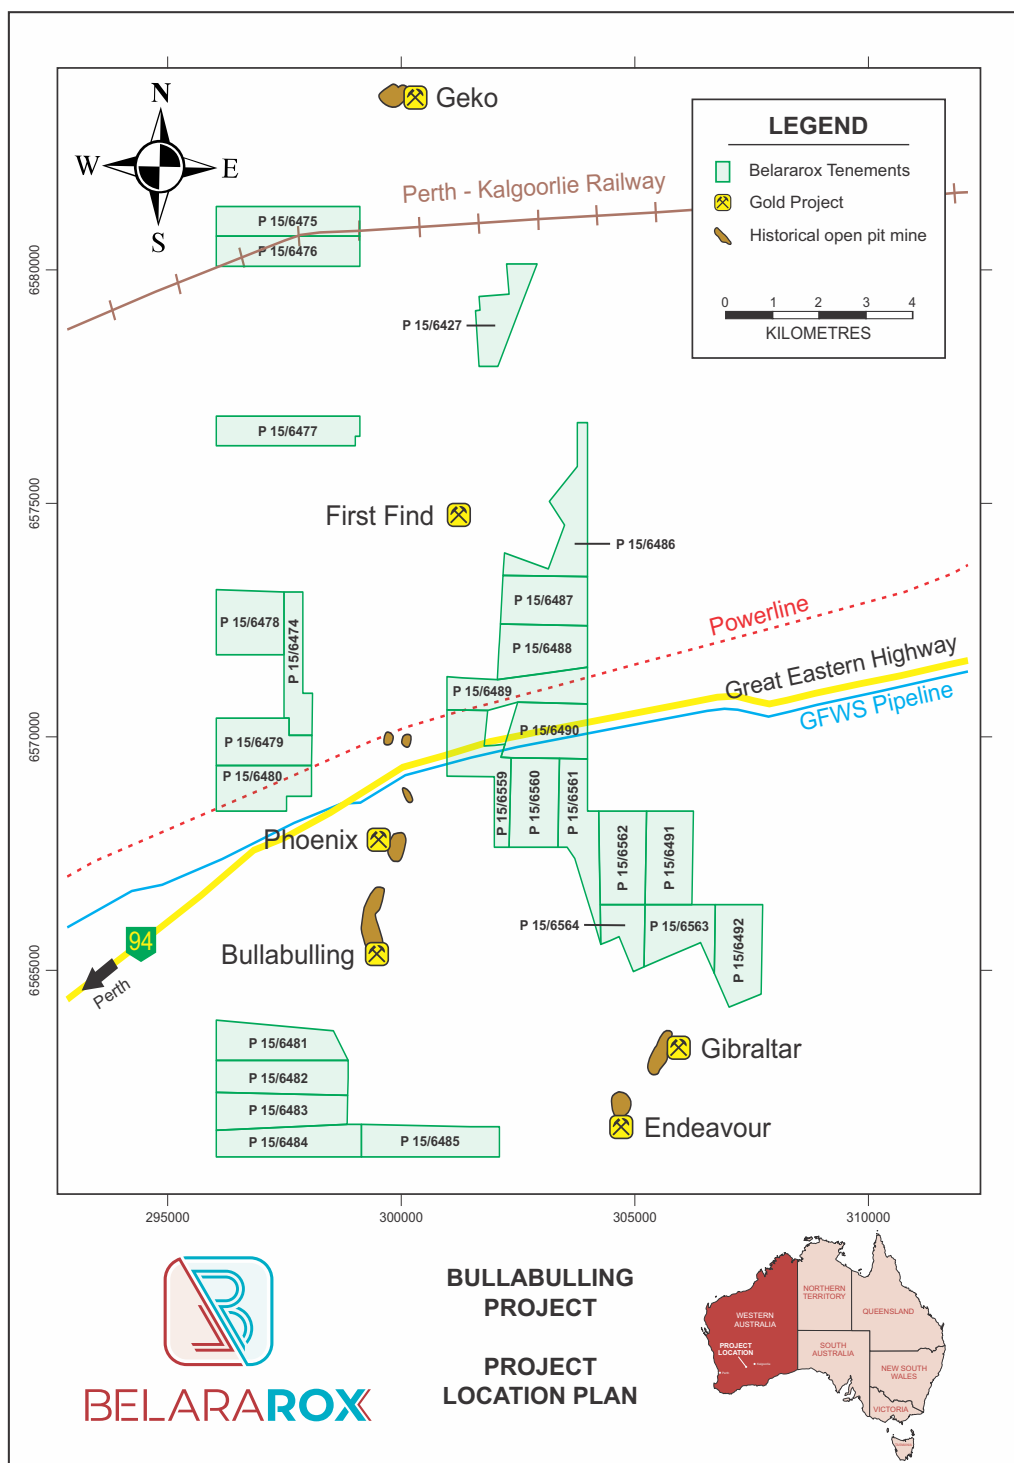 N
W
E
S
Geko
LEGEND
Belararox Tenements
Gold Project
Historical open pit mine
0 1 2 3 4
KILOMETRES
Perth - Kalgoorlie Railway
P 15/6475
P 15/6476
P 15/6427
P 15/6477
First Find
P 15/6486
P 15/6487
P 15/6488
P 15/6478
P 15/6474
P 15/6489
Powerline
Great Eastern Highway
GFWS Pipeline
P 15/6490
P 15/6479
P 15/6480
P 15/6559
P 15/6560
P 15/6561
P 15/6562
P 15/6491
Phoenix
P 15/6564
P 15/6563
P 15/6492
Bullabulling
94
Perth
P 15/6481
P 15/6482
P 15/6483
P 15/6484
P 15/6485
Gibraltar
Endeavour
6580000
6575000
6570000
6565000
295000
300000
305000
310000
BELARAROX
BULLABULLING
PROJECT
PROJECT
LOCATION PLAN
NORTHERN
TERRITORY
QUEENSLAND
WESTERN
AUSTRALIA
PROJECT
LOCATION
SOUTH
AUSTRALIA
NEW SOUTH
WALES
VICTORIA